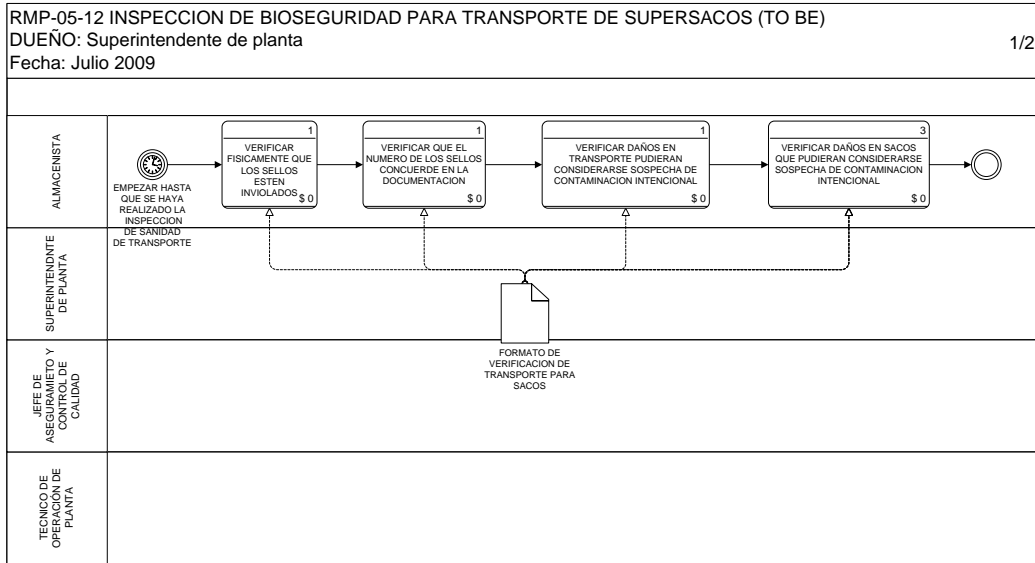 RMP-05-12 INSPECCION DE BIOSEGURIDAD PARA TRANSPORTE DE SUPERSACOS (TO BE)
DUEÑO: Superintendente de planta
1/2
Fecha: Julio 2009
ALMACENISTA
EMPEZAR HASTA
QUE SE HAYA
REALIZADO LA
INSPECCION
DE SANIDAD
DE TRANSPORTE
1
VERIFICAR
FISICAMENTE QUE
LOS SELLOS
ESTEN
INVIOLADOS
$ 0
1
VERIFICAR QUE EL
NUMERO DE LOS SELLOS
CONCUERDE EN LA
DOCUMENTACION
$ 0
1
VERIFICAR DAÑOS EN
TRANSPORTE PUDIERAN
CONSIDERARSE SOSPECHA DE
CONTAMINACION INTENCIONAL
$ 0
3
VERIFICAR DAÑOS EN SACOS
QUE PUDIERAN CONSIDERARSE
SOSPECHA DE CONTAMINACION
INTENCIONAL
$ 0
SUPERINTENDNTE
DE PLANTA
FORMATO DE
VERIFICACION DE
TRANSPORTE PARA
SACOS
JEFE DE
ASEGURAMIETO Y
CONTROL DE
CALIDAD
TECNICO DE
OPERACIÓN DE
PLANTA